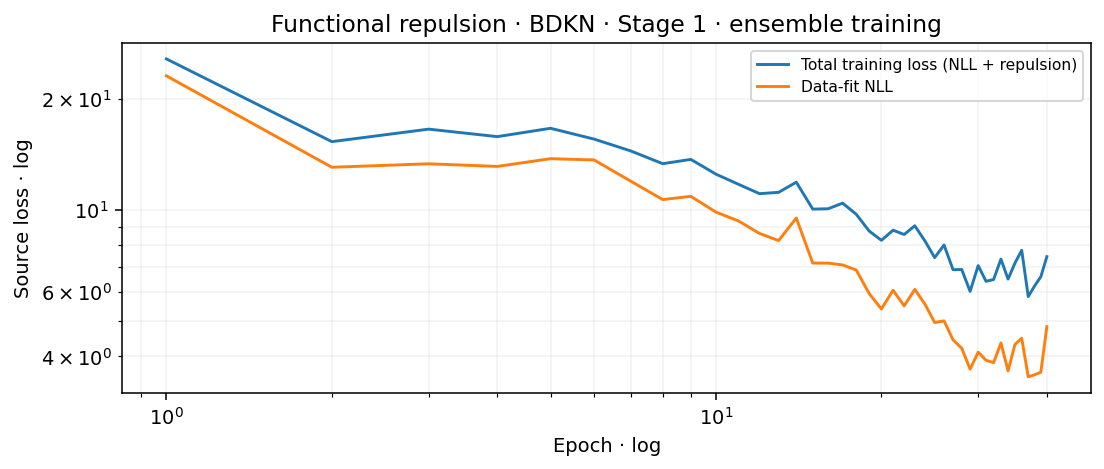 Functional repulsion · BDKN · Stage 1 · ensemble training
Total training loss (NLL + repulsion)
Data-fit NLL
Source loss · log
2 × 10¹
10¹
6 × 10⁰
4 × 10⁰
10⁰
10¹
Epoch · log